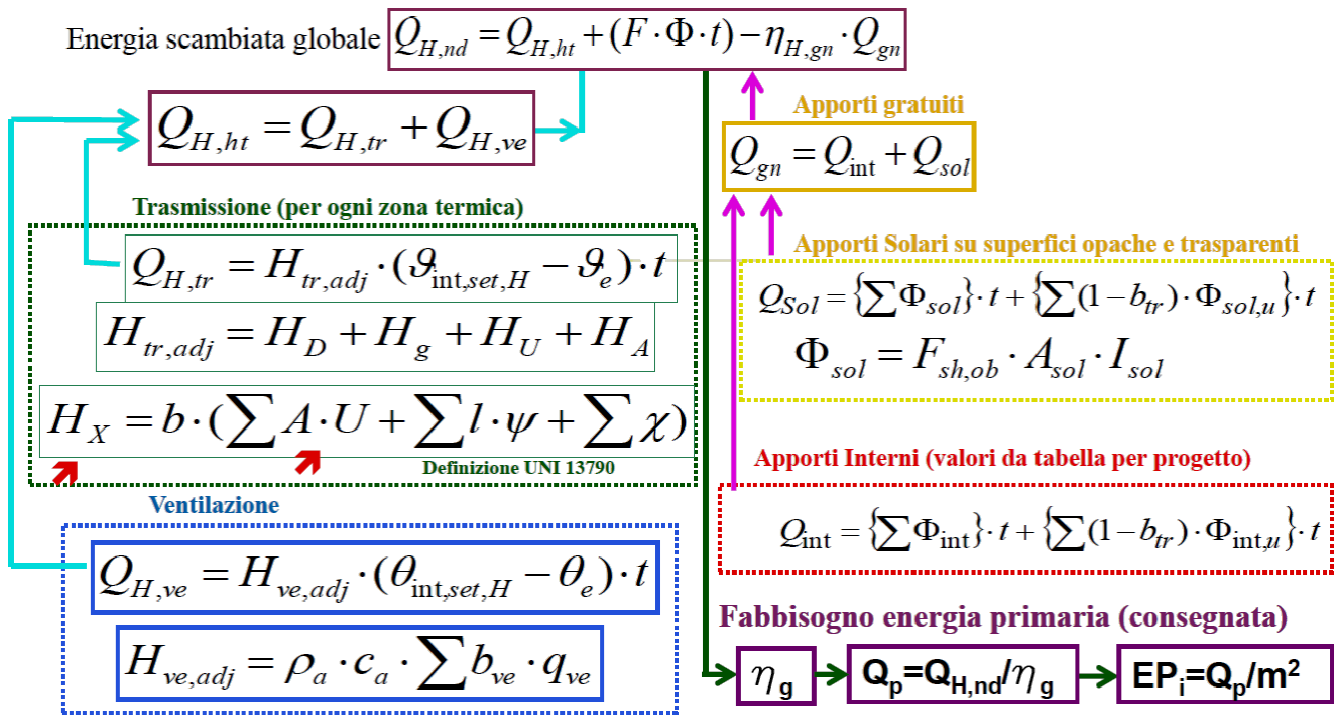 Energia scambiata globale Q_{H,nd} = Q_{H,ht} + (F · Φ · t) − η_{H,gn} · Q_{gn}
Q_{H,ht} = Q_{H,tr} + Q_{H,ve}
Apporti gratuiti
Q_{gn} = Q_{int} + Q_{sol}
Trasmissione (per ogni zona termica)
Q_{H,tr} = H_{tr,adj} · (ϑ_{int,set,H} − ϑ_e) · t
H_{tr,adj} = H_D + H_g + H_U + H_A
H_X = b · (∑ A · U + ∑ l · ψ + ∑ χ)
Definizione UNI 13790
Apporti Solari su superfici opache e trasparenti
Q_{Sol} = {∑ Φ_{sol}} · t + {∑ (1 − b_{tr}) · Φ_{sol,u}} · t
Φ_{sol} = F_{sh,ob} · A_{sol} · I_{sol}
Ventilazione
Q_{H,ve} = H_{ve,adj} · (θ_{int,set,H} − θ_e) · t
H_{ve,adj} = ρ_a · c_a · ∑ b_{ve} · q_{ve}
Apporti Interni (valori da tabella per progetto)
Q_{int} = {∑ Φ_{int}} · t + {∑ (1 − b_{tr}) · Φ_{int,u}} · t
Fabbisogno energia primaria (consegnata)
η_g Q_p=Q_{H,nd}/η_g EP_i=Q_p/m²